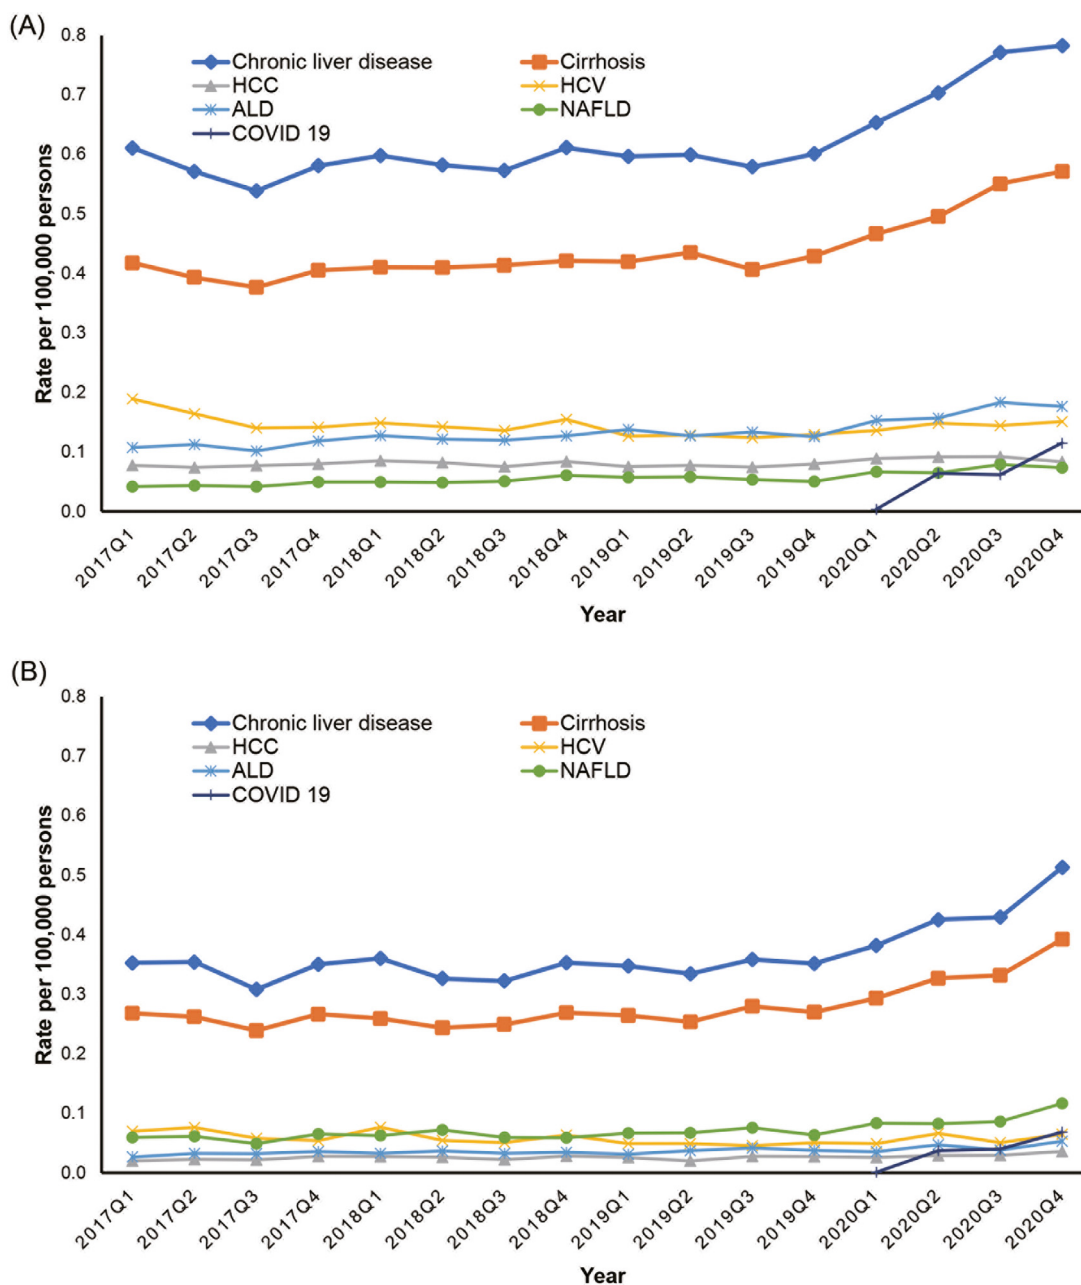 (A)
0.8
0.7
0.6
0.5
0.4
0.3
0.2
0.1
0.0
Rate per 100,000 persons
Chronic liver disease
Cirrhosis
HCC
HCV
ALD
NAFLD
COVID 19
2017Q1
2017Q2
2017Q3
2017Q4
2018Q1
2018Q2
2018Q3
2018Q4
2019Q1
2019Q2
2019Q3
2019Q4
2020Q1
2020Q2
2020Q3
2020Q4
Year
(B)
0.8
0.7
0.6
0.5
0.4
0.3
0.2
0.1
0.0
Rate per 100,000 persons
Chronic liver disease
Cirrhosis
HCC
HCV
ALD
NAFLD
COVID 19
2017Q1
2017Q2
2017Q3
2017Q4
2018Q1
2018Q2
2018Q3
2018Q4
2019Q1
2019Q2
2019Q3
2019Q4
2020Q1
2020Q2
2020Q3
2020Q4
Year